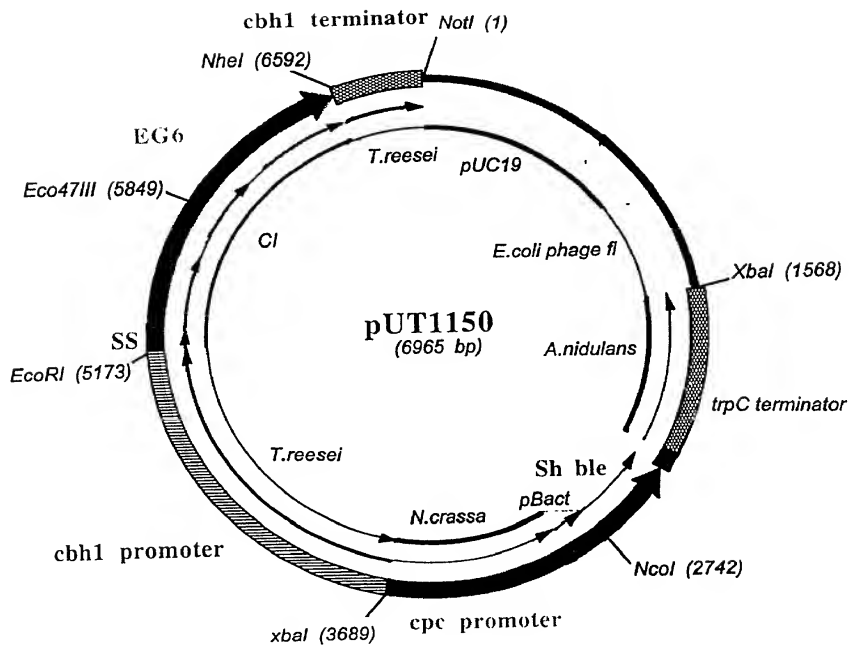 cbh1 terminator
NotI (1)
NheI (6592)
EG6
T.reesei
pUC19
Eco47III (5849)
CI
E.coli phage fl
XbaI (1568)
pUT1150
(6965 bp)
SS
EcoRI (5173)
A.nidulans
trpC terminator
T.reesei
Sh ble
pBact
N.crassa
cbh1 promoter
NcoI (2742)
xbaI (3689)
cpc promoter